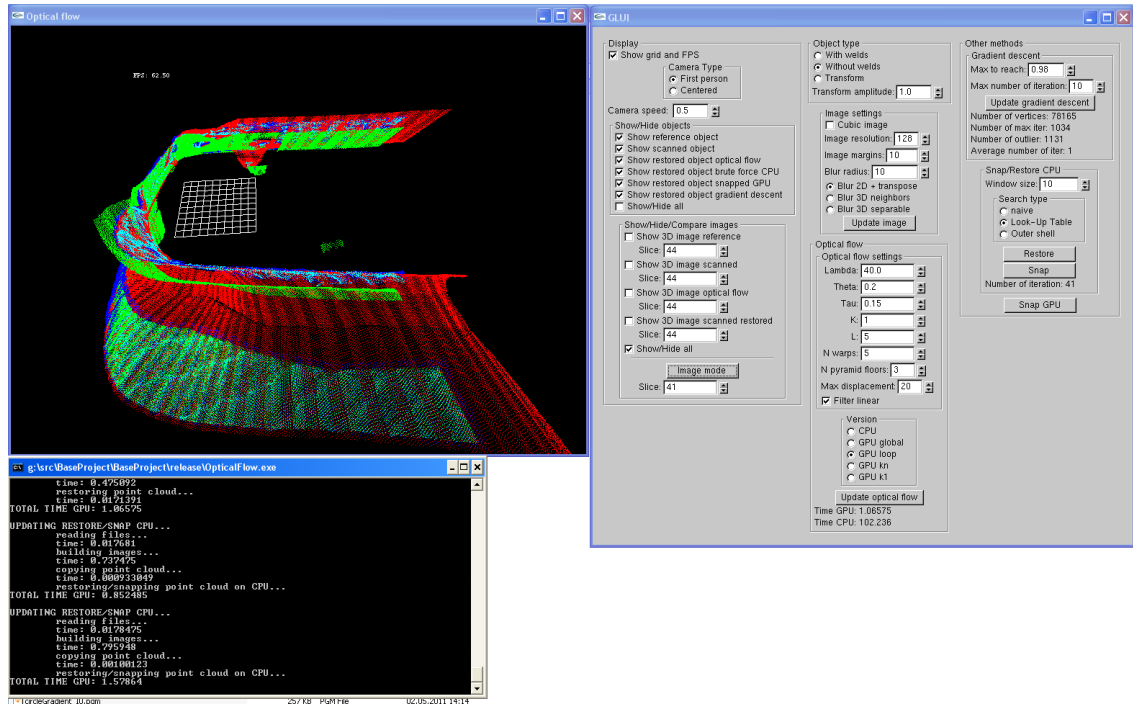 Optical flow
FPS: 62.50
GLUI
Display
Show grid and FPS
Camera Type
First person
Centered
Camera speed: 0.5
Show/Hide objects
Show reference object
Show scanned object
Show restored object optical flow
Show restored object brute force CPU
Show restored object snapped GPU
Show restored object gradient descent
Show/Hide all
Show/Hide/Compare images
Show 3D image reference
Slice: 44
Show 3D image scanned
Slice: 44
Show 3D image optical flow
Slice: 44
Show 3D image scanned restored
Slice: 44
Show/Hide all
Image mode
Slice: 41
Object type
With welds
Without welds
Transform
Transform amplitude: 1.0
Image settings
Cubic image
Image resolution: 128
Image margins: 10
Blur radius: 10
Blur 2D + transpose
Blur 3D neighbors
Blur 3D separable
Update image
Optical flow
Optical flow settings
Lambda: 40.0
Theta: 0.2
Tau: 0.15
K: 1
L: 5
N warps: 5
N pyramid floors: 3
Max displacement: 20
Filter linear
Version
CPU
GPU global
GPU loop
GPU kn
GPU k1
Update optical flow
Time GPU: 1.06575
Time CPU: 102.236
Other methods
Gradient descent
Max to reach: 0.98
Max number of iteration: 10
Update gradient descent
Number of vertices: 78165
Number of max iter: 1034
Number of outlier: 1131
Average number of iter: 1
Snap/Restore CPU
Window size: 10
Search type
naive
Look-Up Table
Outer shell
Restore
Snap
Number of iteration: 41
Snap GPU
g:\src\BaseProject\BaseProject\release\OpticalFlow.exe
time: 0.475092
restoring point cloud...
time: 0.0171391
TOTAL TIME GPU: 1.06575
UPDATING RESTORE/SNAP CPU...
reading files...
time: 0.017681
building images...
time: 0.737475
copying point cloud...
time: 0.000933049
restoring/snapping point cloud on CPU...
TOTAL TIME GPU: 0.852485
UPDATING RESTORE/SNAP CPU...
reading files...
time: 0.0178475
building images...
time: 0.795948
copying point cloud...
time: 0.00100123
restoring/snapping point cloud on CPU...
TOTAL TIME GPU: 1.57864
circleGradient_10.pgm 257 KB PGM File 02.05.2011 14:14